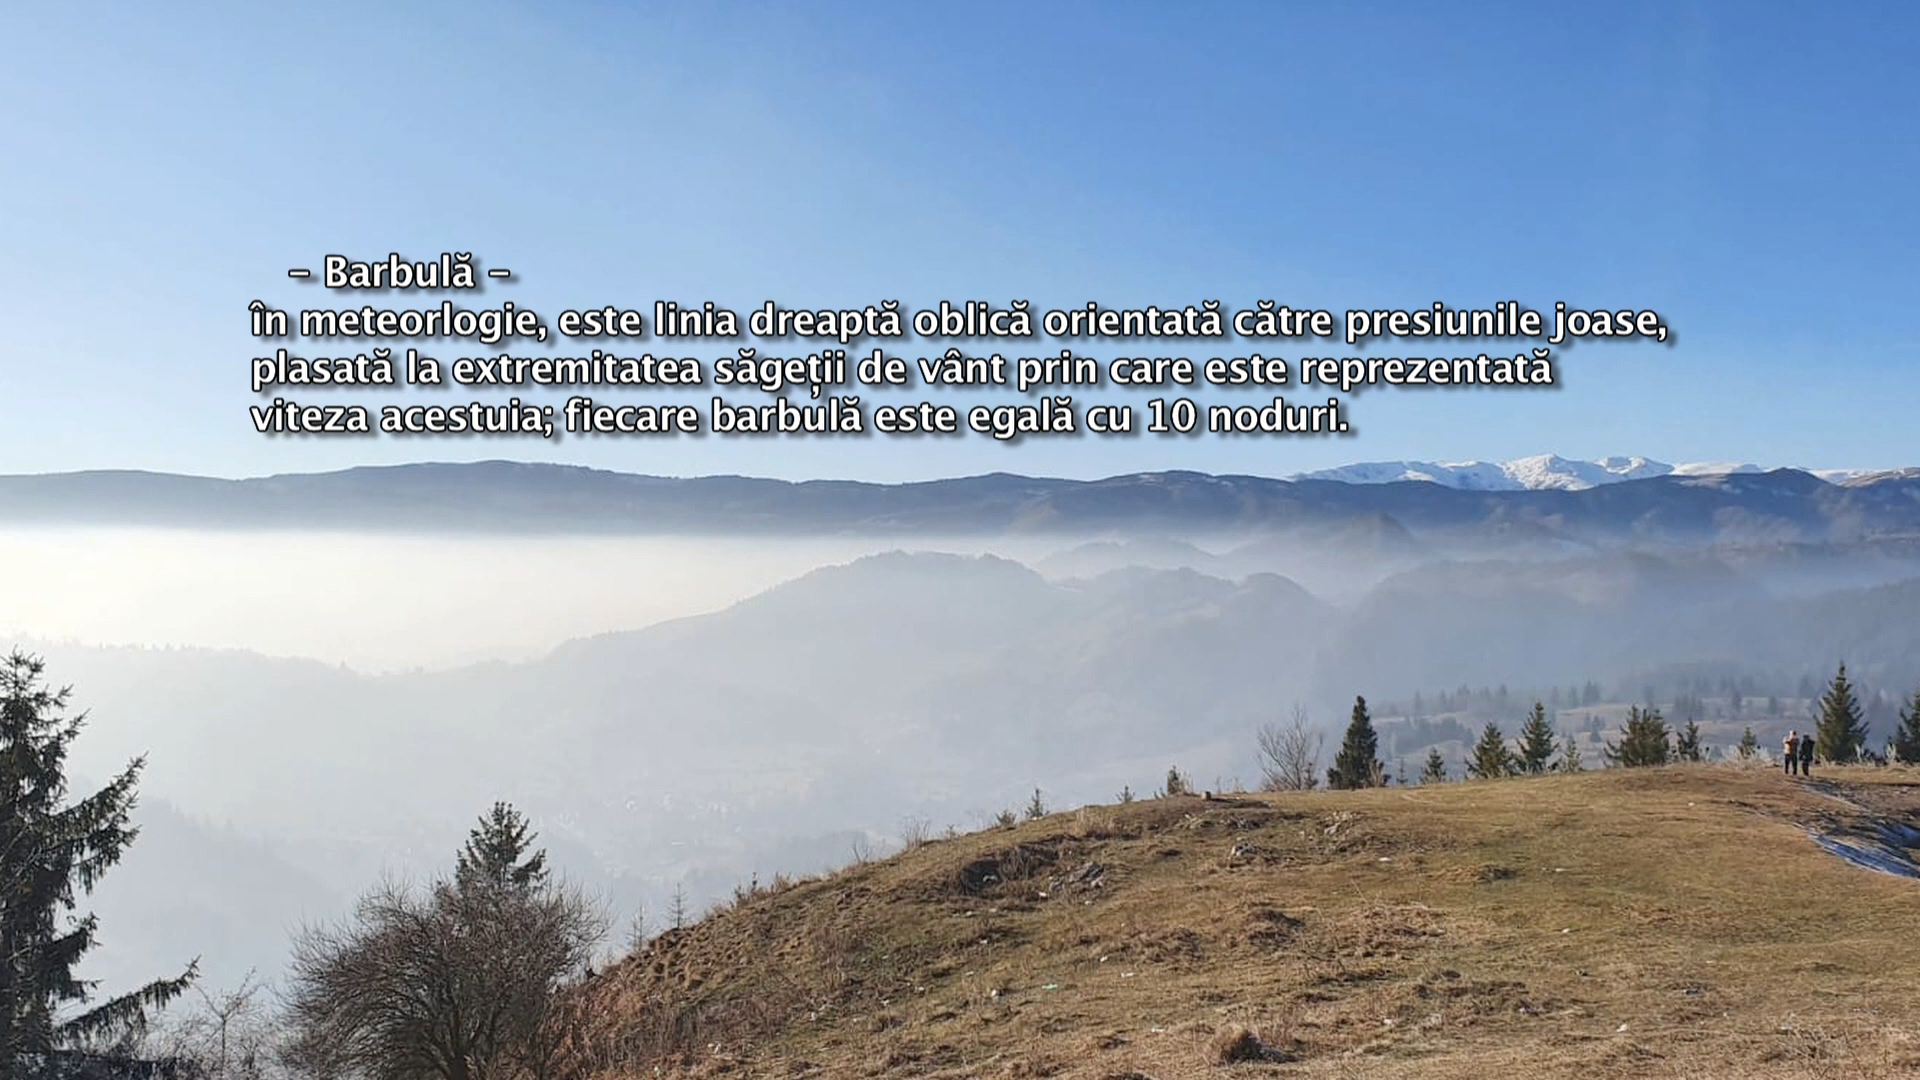 – Barbulă –
în meteorlogie, este linia dreaptă oblică orientată către presiunile joase,
plasată la extremitatea săgeții de vânt prin care este reprezentată
viteza acestuia; fiecare barbulă este egală cu 10 noduri.